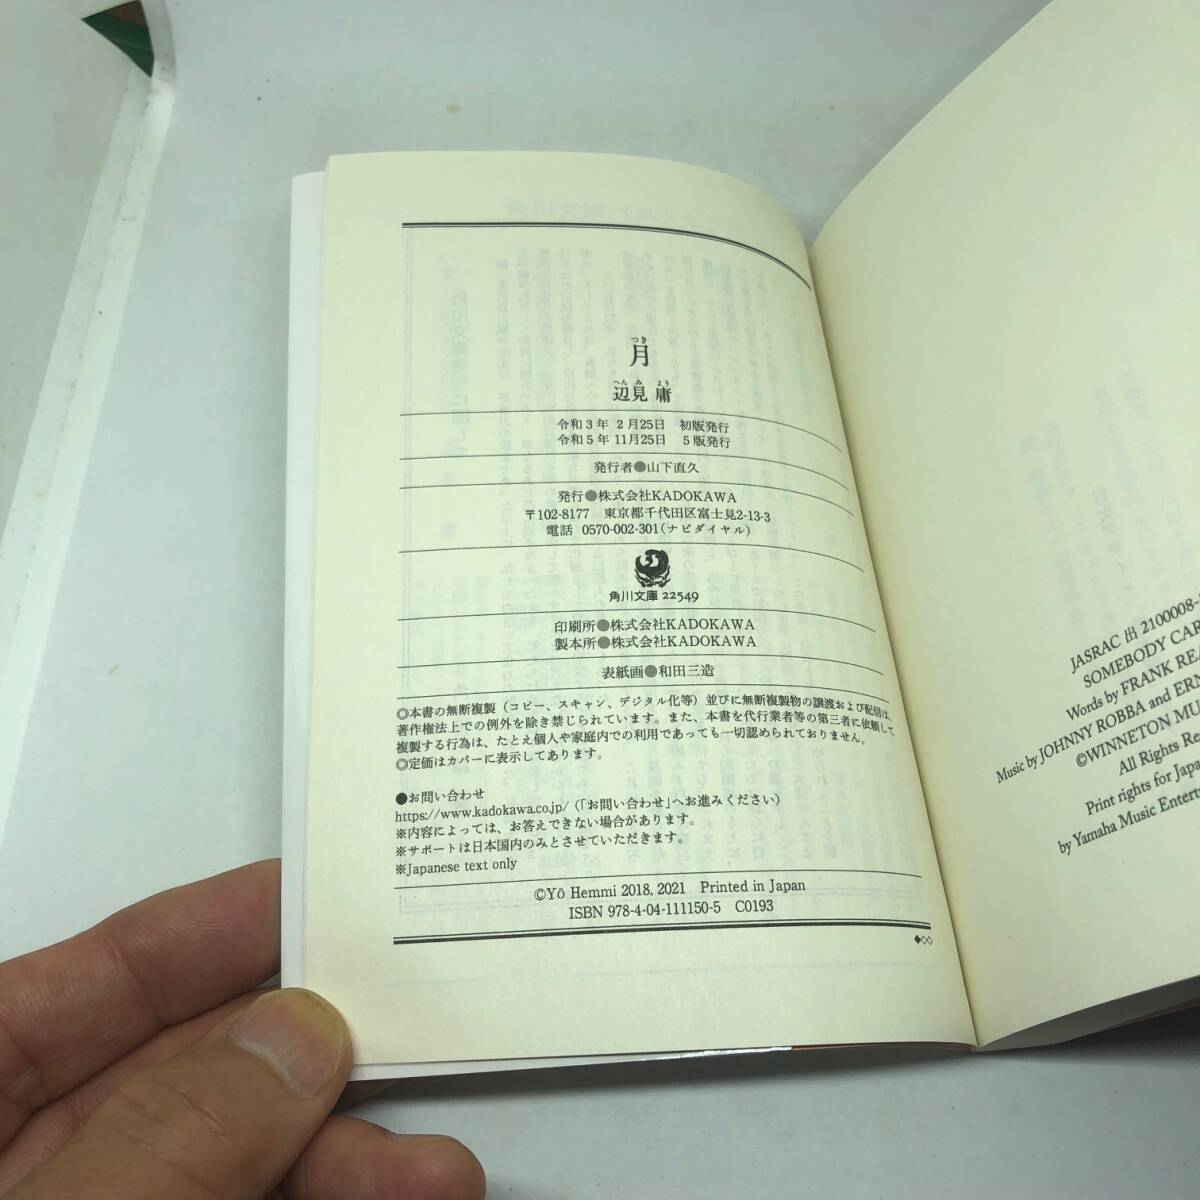 つき
月
へんみ よう
辺見 庸
令和3年 2月25日 初版発行
令和5年 11月25日 5版発行
発行者●山下直久
発行●株式会社KADOKAWA
〒102-8177 東京都千代田区富士見2-13-3
電話 0570-002-301(ナビダイヤル)
角川文庫 22549
印刷所●株式会社KADOKAWA
製本所●株式会社KADOKAWA
表紙画●和田三造
◎本書の無断複製（コピー、スキャン、デジタル化等）並びに無断複製物の譲渡および配信は、
著作権法上での例外を除き禁じられています。また、本書を代行業者等の第三者に依頼して
複製する行為は、たとえ個人や家庭内での利用であっても一切認められておりません。
◎定価はカバーに表示してあります。
●お問い合わせ
https://www.kadokawa.co.jp/（「お問い合わせ」へお進みください）
※内容によっては、お答えできない場合があります。
※サポートは日本国内のみとさせていただきます。
※Japanese text only
©Yō Hemmi 2018, 2021 Printed in Japan
ISBN 978-4-04-111150-5 C0193
◆◇◇
JASRAC 出 2100008-
SOMEBODY CAR
Words by FRANK REA
Music by JOHNNY ROBBA and ERN
©WINNETON MU
All Rights Re
Print rights for Japa
by Yamaha Music Entert